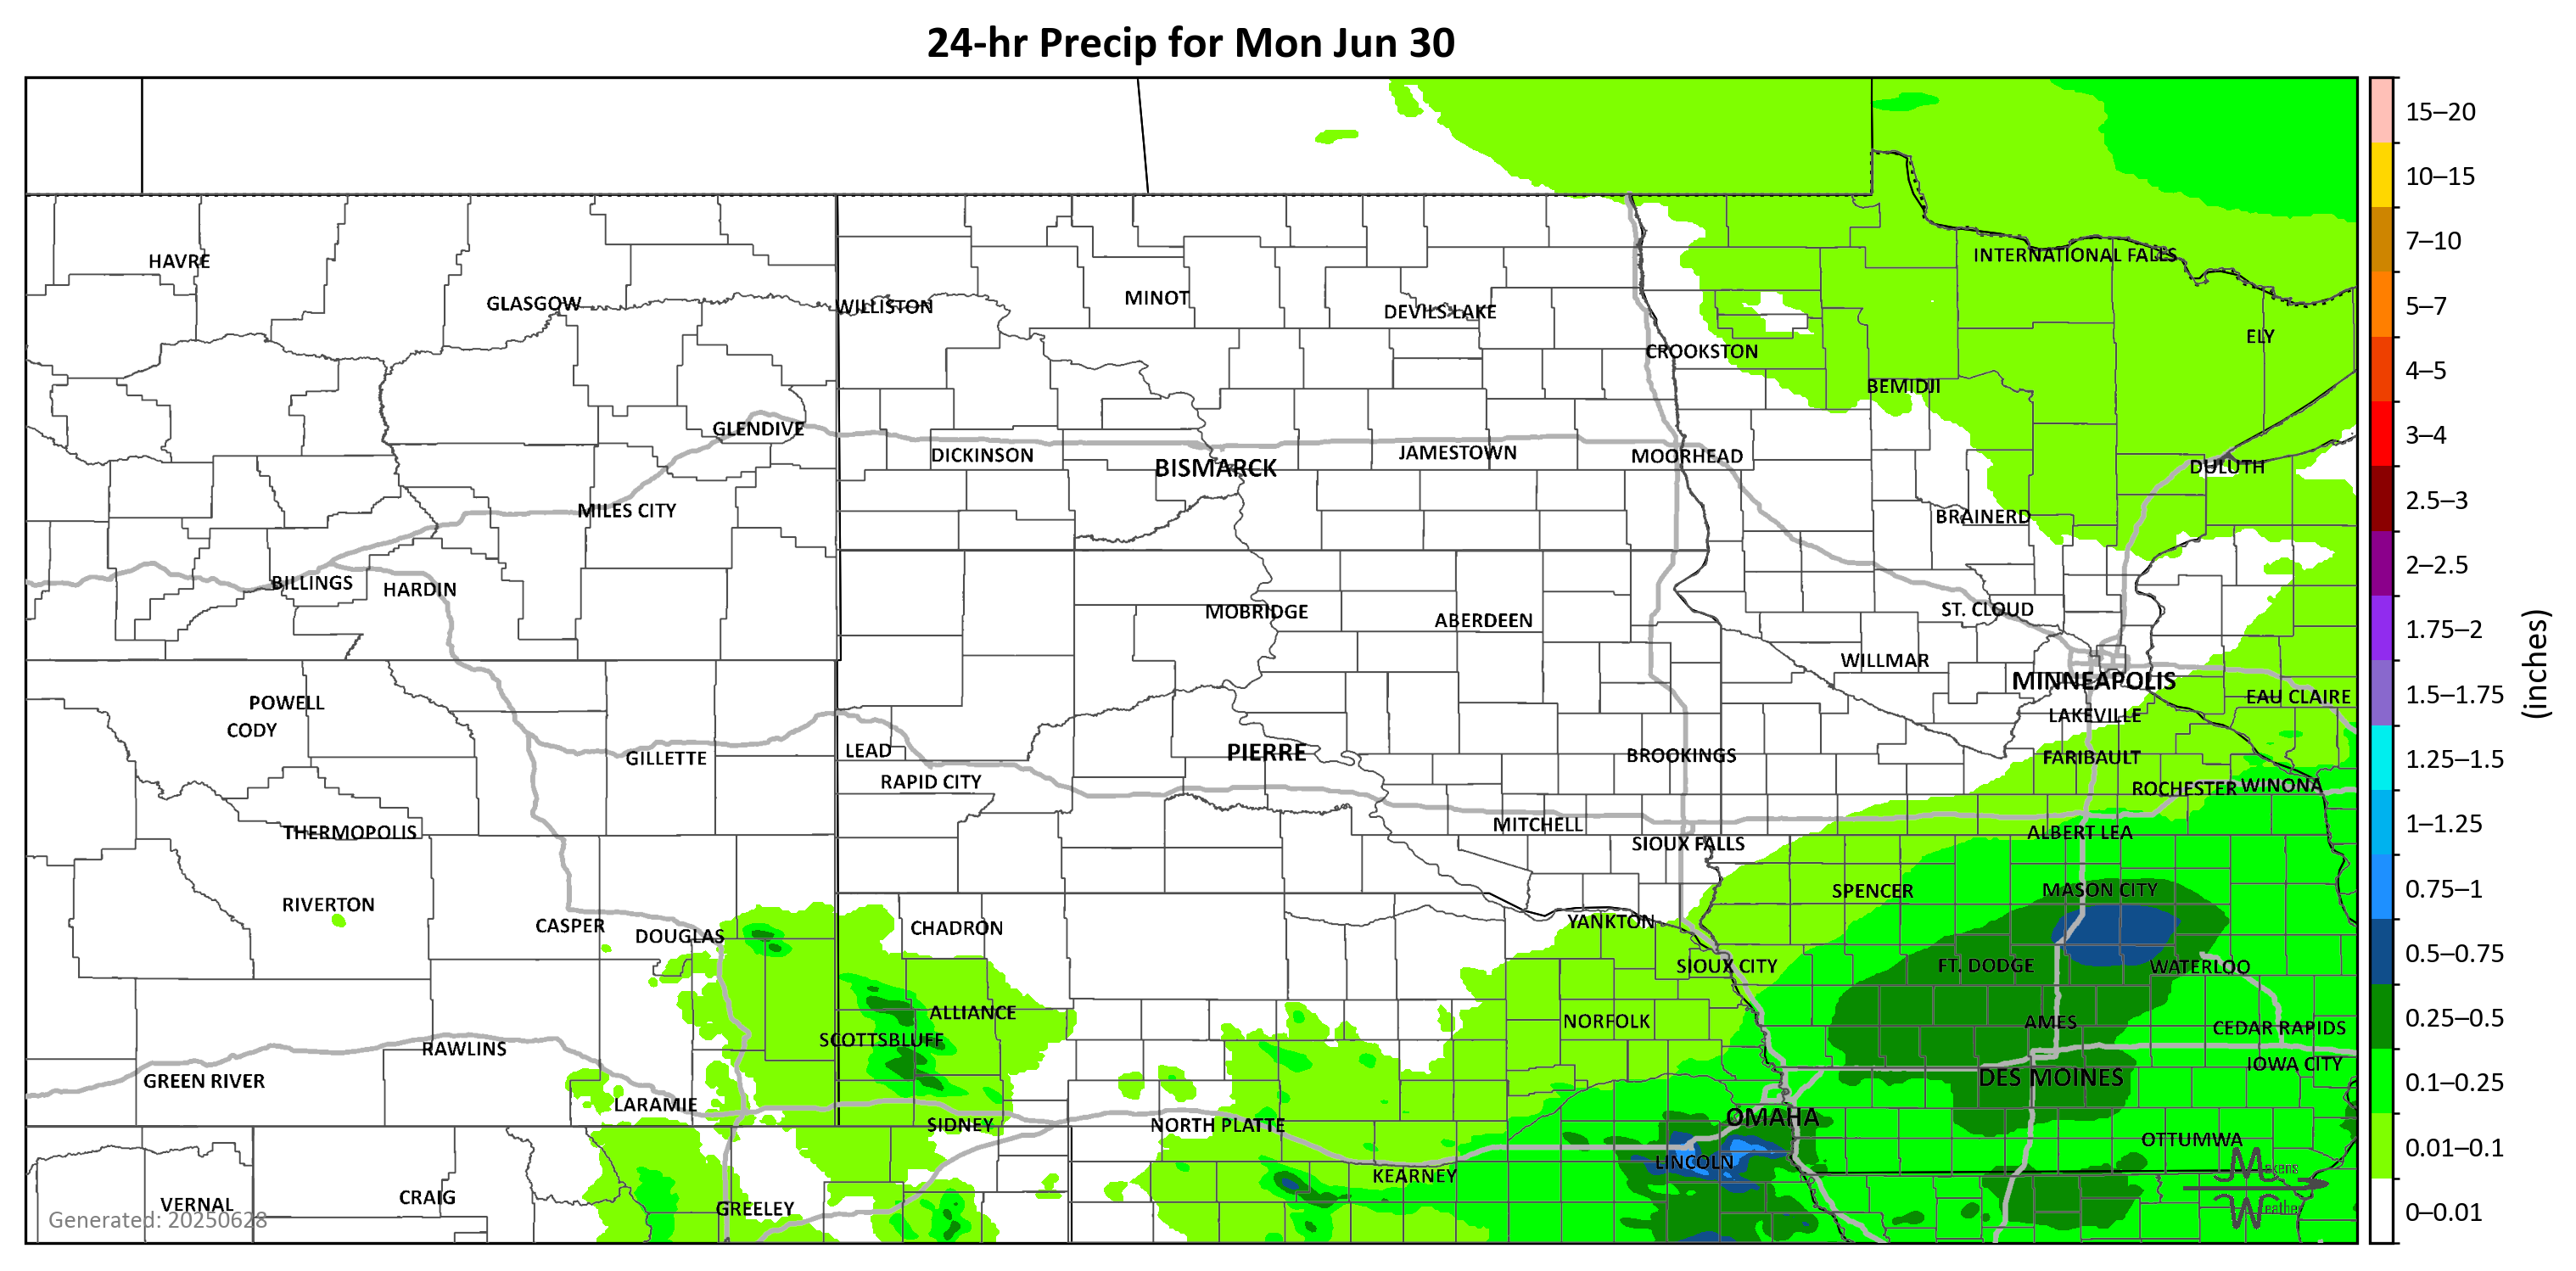 24-hr Precip for Mon Jun 30
15–20
10–15
7–10
5–7
4–5
3–4
2.5–3
2–2.5
1.75–2
1.5–1.75
1.25–1.5
1–1.25
0.75–1
0.5–0.75
0.25–0.5
0.1–0.25
0.01–0.1
0–0.01
(inches)
INTERNATIONAL FALLS
HAVRE
GLASGOW
WILLISTON
MINOT
DEVILS LAKE
ELY
CROOKSTON
BEMIDJI
GLENDIVE
DICKINSON
BISMARCK
JAMESTOWN
MOORHEAD
DULUTH
MILES CITY
BRAINERD
BILLINGS
HARDIN
MOBRIDGE
ABERDEEN
ST. CLOUD
WILLMAR
MINNEAPOLIS
EAU CLAIRE
POWELL
CODY
LAKEVILLE
GILLETTE
LEAD
PIERRE
BROOKINGS
FARIBAULT
RAPID CITY
ROCHESTER
WINONA
THERMOPOLIS
MITCHELL
SIOUX FALLS
ALBERT LEA
RIVERTON
SPENCER
MASON CITY
CASPER
DOUGLAS
CHADRON
YANKTON
SIOUX CITY
FT. DODGE
WATERLOO
ALLIANCE
SCOTTSBLUFF
NORFOLK
AMES
CEDAR RAPIDS
RAWLINS
IOWA CITY
GREEN RIVER
DES MOINES
LARAMIE
SIDNEY
NORTH PLATTE
OMAHA
OTTUMWA
LINCOLN
KEARNEY
VERNAL
CRAIG
GREELEY
Generated: 20250628
Makens
Weather